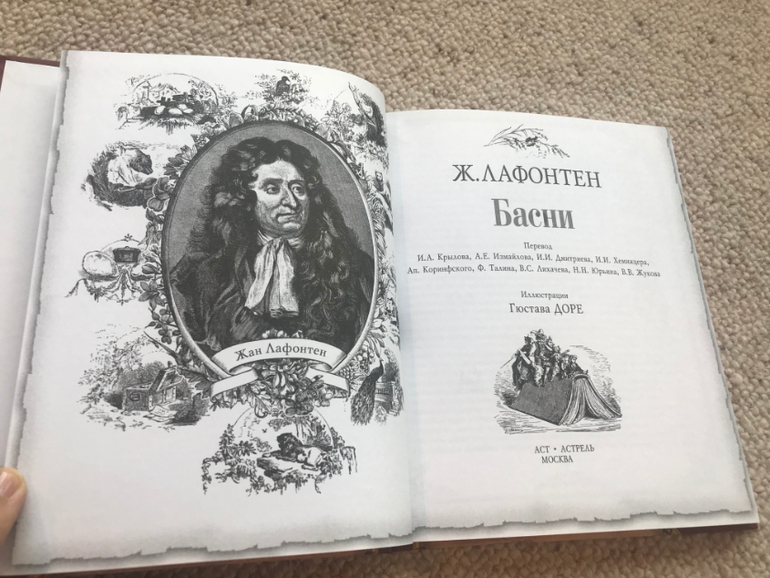 Жан Лафонтен
Ж. ЛАФОНТЕН
Басни
Перевод
И.А. Крылова, А.Е. Измайлова, И.И. Дмитриева, И.И. Хемницера,
Ап. Коринфского, Ф. Талина, В.С. Лихачева, Н.Н. Юрьина, В.В. Жукова
Иллюстрации
Гюстава ДОРЕ
АСТ • АСТРЕЛЬ
МОСКВА